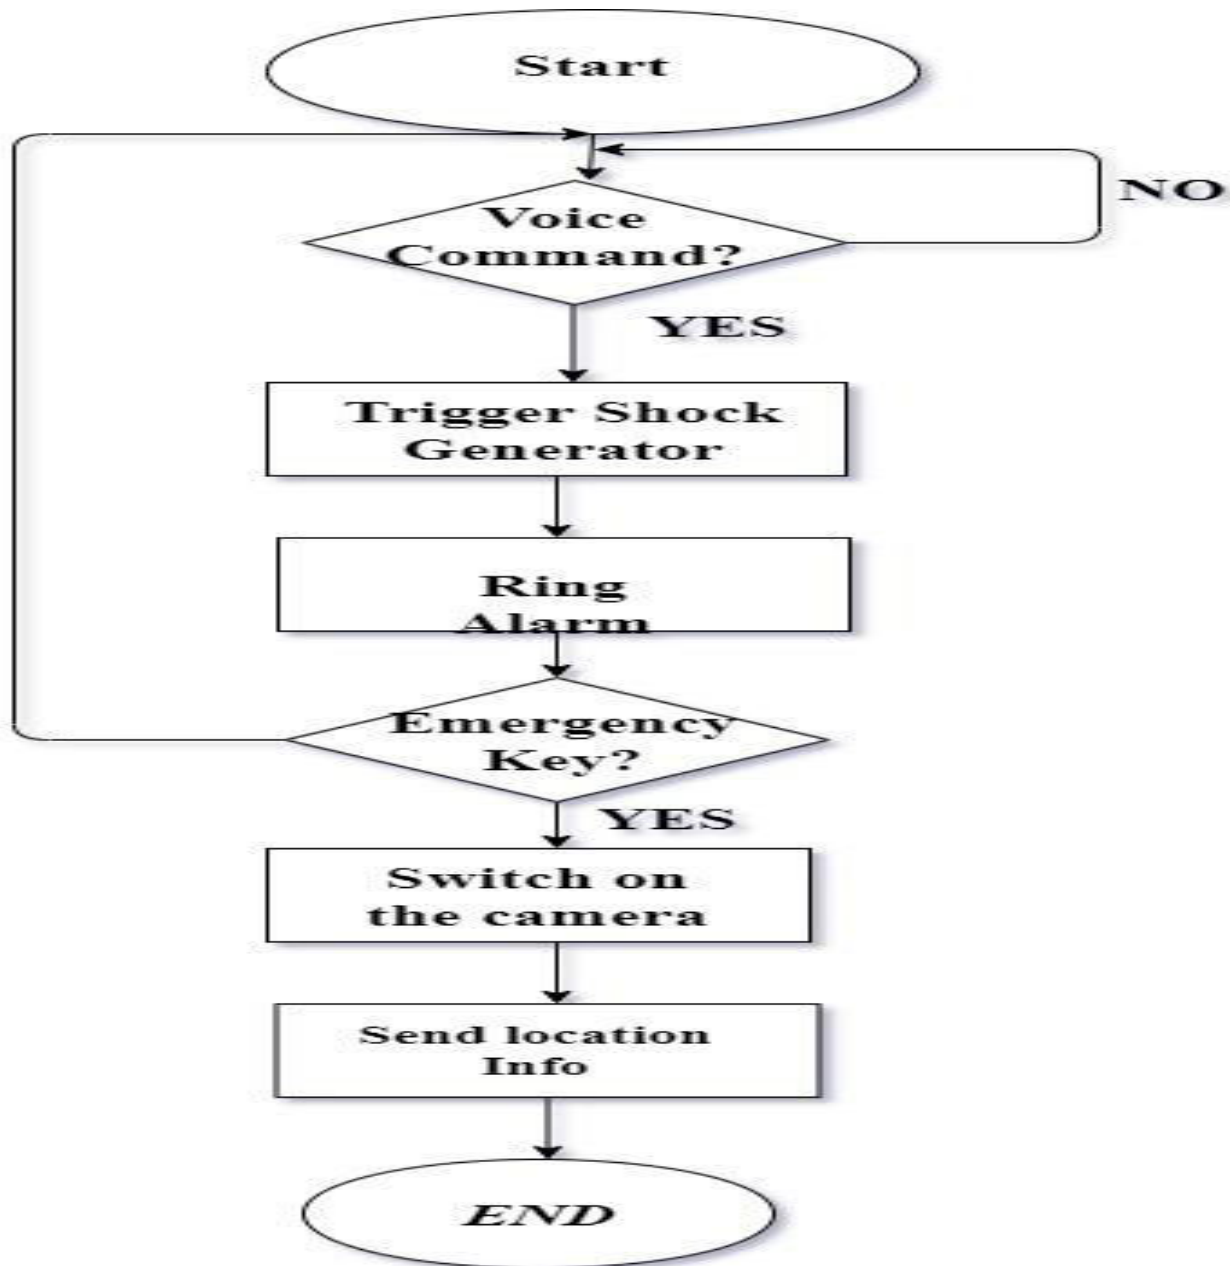 Start
NO
Voice
Command?
YES
Trigger Shock
Generator
Ring
Alarm
Emergency
Key?
YES
Switch on
the camera
Send location
Info
END